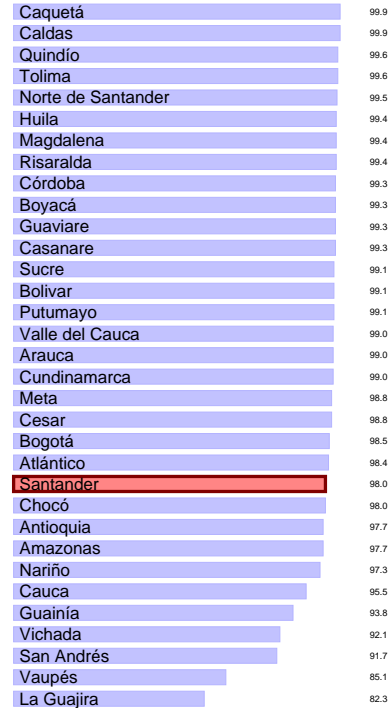 Caquetá 99.9
Caldas 99.9
Quindío 99.6
Tolima 99.6
Norte de Santander 99.5
Huila 99.4
Magdalena 99.4
Risaralda 99.4
Córdoba 99.3
Boyacá 99.3
Guaviare 99.3
Casanare 99.3
Sucre 99.1
Bolivar 99.1
Putumayo 99.1
Valle del Cauca 99.0
Arauca 99.0
Cundinamarca 99.0
Meta 98.8
Cesar 98.8
Bogotá 98.5
Atlántico 98.4
Santander 98.0
Chocó 98.0
Antioquia 97.7
Amazonas 97.7
Nariño 97.3
Cauca 95.5
Guainía 93.8
Vichada 92.1
San Andrés 91.7
Vaupés 85.1
La Guajira 82.3